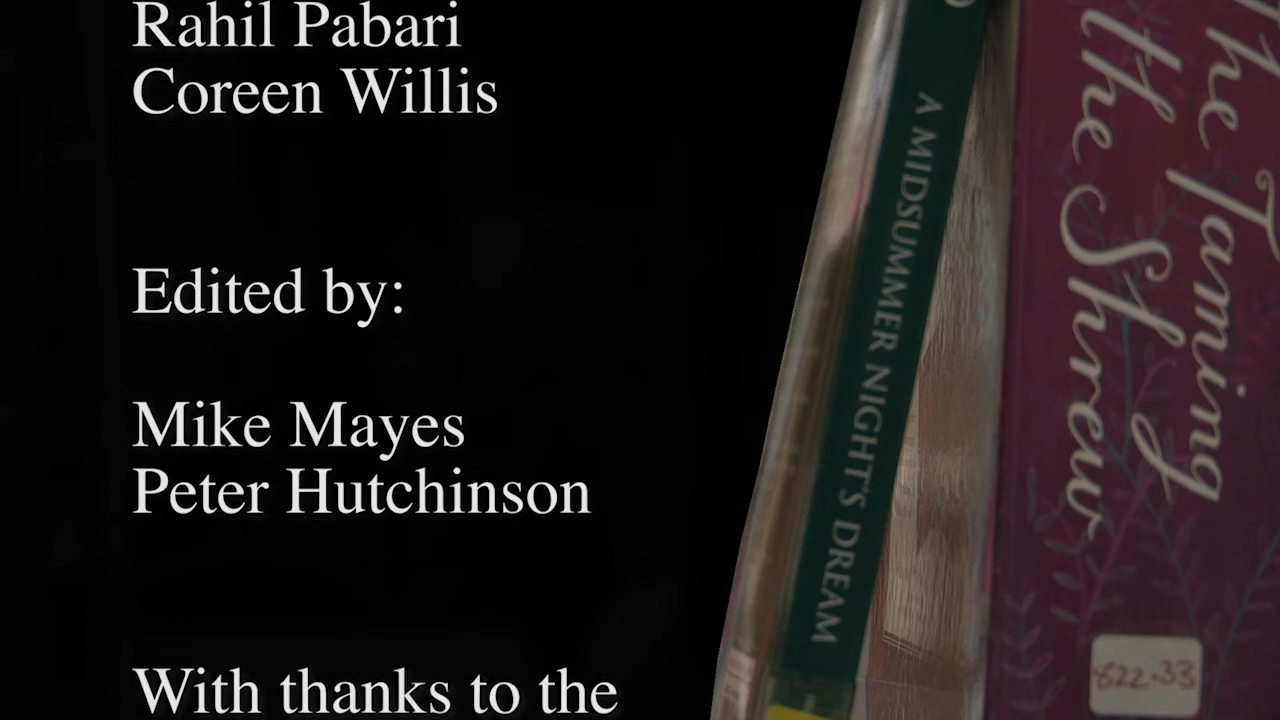 Rahil Pabari
Coreen Willis
Edited by:
Mike Mayes
Peter Hutchinson
With thanks to the
A MIDSUMMER NIGHT'S DREAM
The Taming
the Shrew
822.33